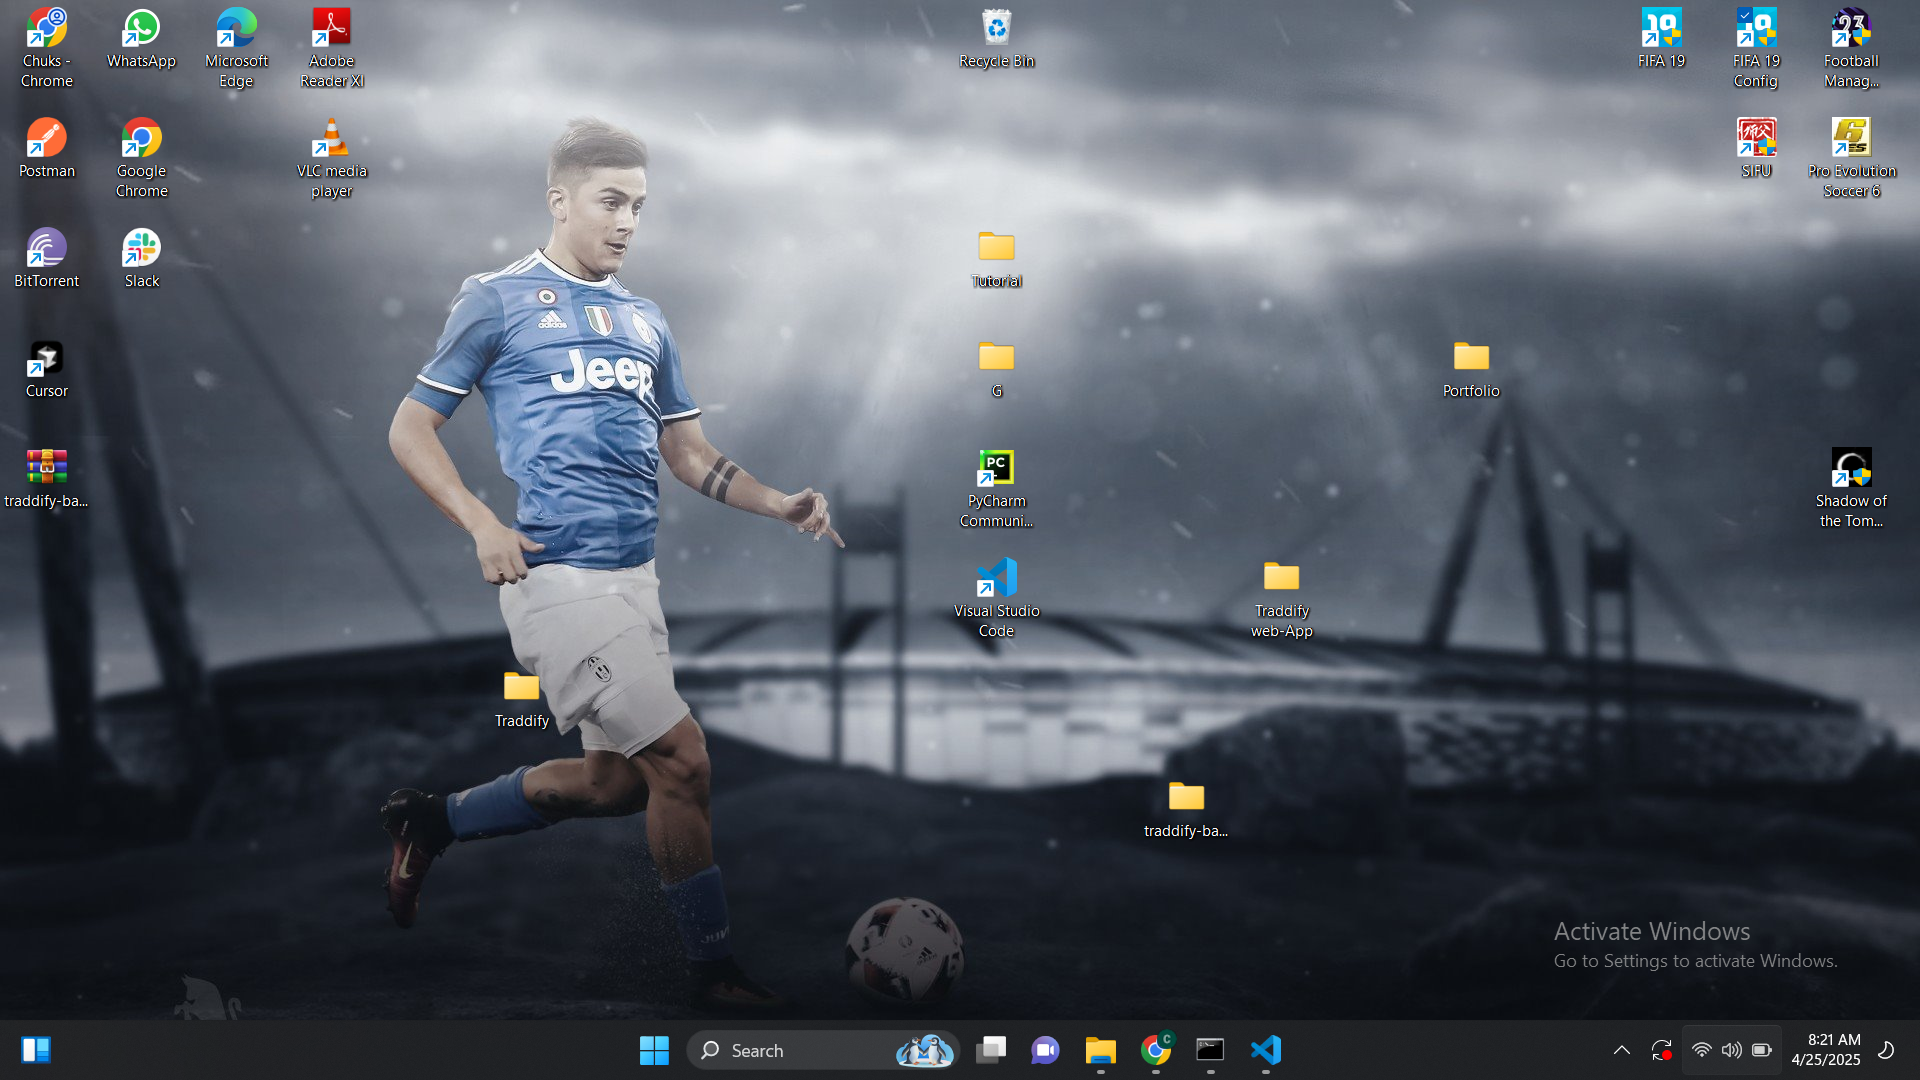 Chuks -
Chrome
WhatsApp
Microsoft
Edge
Adobe
Reader XI
Recycle Bin
FIFA 19
FIFA 19
Config
Football
Manag...
Postman
Google
Chrome
VLC media
player
SIFU
Pro Evolution
Soccer 6
BitTorrent
Slack
Tutorial
Cursor
G
Portfolio
traddify-ba...
PC
PyCharm
Communi...
Shadow of
the Tom...
Visual Studio
Code
Traddify
web-App
Traddify
traddify-ba...
adidas
Jeep
Activate Windows
Go to Settings to activate Windows.
Search
C
8:21 AM
4/25/2025